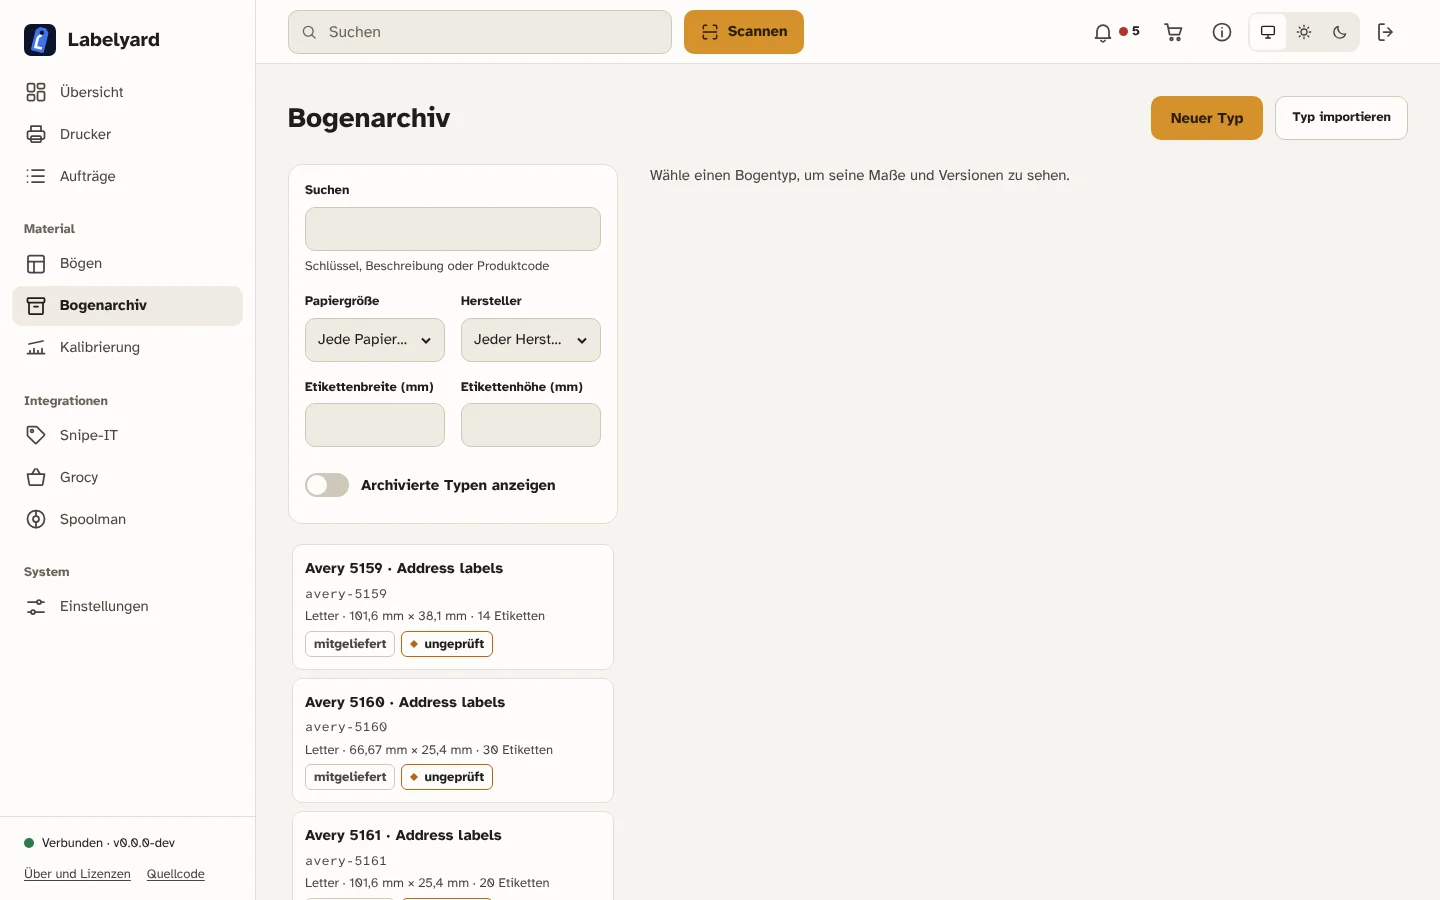 Labelyard
Übersicht
Drucker
Aufträge
Material
Bögen
Bogenarchiv
Kalibrierung
Integrationen
Snipe-IT
Grocy
Spoolman
System
Einstellungen
Verbunden · v0.0.0-dev
Über und Lizenzen Quellcode
Suchen
Scannen
5
Bogenarchiv
Neuer Typ
Typ importieren
Suchen
Schlüssel, Beschreibung oder Produktcode
Papiergröße Hersteller
Jede Papier... Jeder Herst...
Etikettenbreite (mm) Etikettenhöhe (mm)
Archivierte Typen anzeigen
Avery 5159 · Address labels
avery-5159
Letter · 101,6 mm × 38,1 mm · 14 Etiketten
mitgeliefert ungeprüft
Avery 5160 · Address labels
avery-5160
Letter · 66,67 mm × 25,4 mm · 30 Etiketten
mitgeliefert ungeprüft
Avery 5161 · Address labels
avery-5161
Letter · 101,6 mm × 25,4 mm · 20 Etiketten
Wähle einen Bogentyp, um seine Maße und Versionen zu sehen.